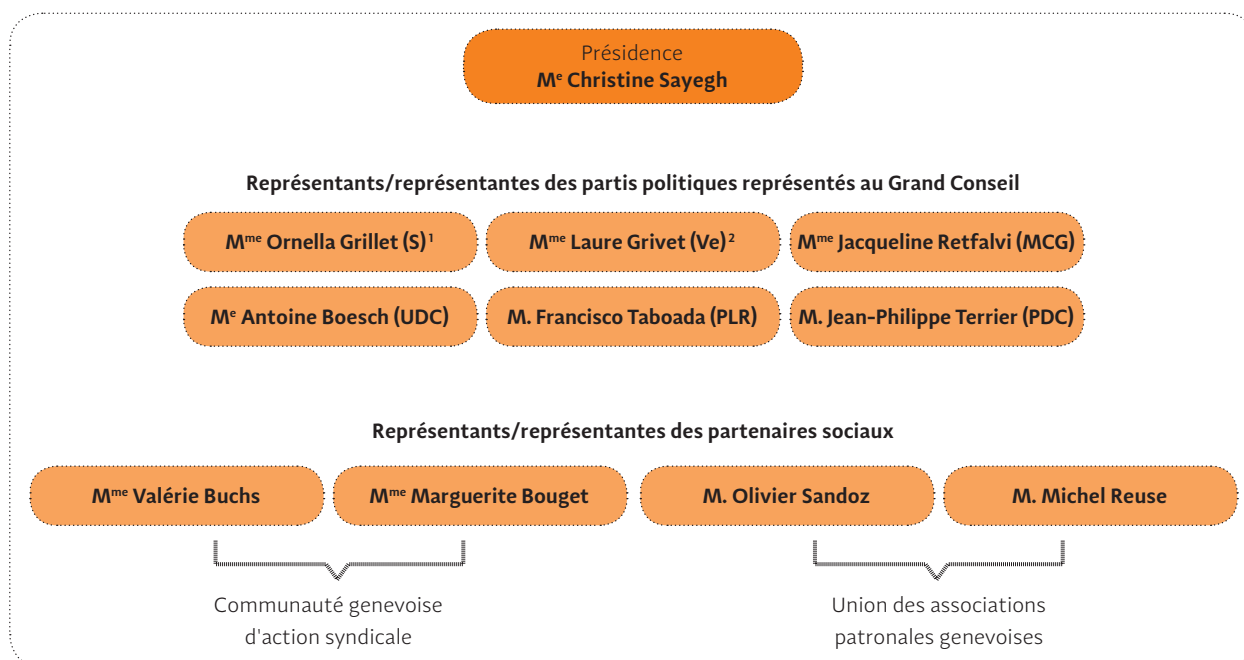 Présidence
Mᵉ Christine Sayegh
Représentants/représentantes des partis politiques représentés au Grand Conseil
Mᵐᵉ Ornella Grillet (S)¹
Mᵐᵉ Laure Grivet (Ve)²
Mᵐᵉ Jacqueline Retfalvi (MCG)
Mᵉ Antoine Boesch (UDC)
M. Francisco Taboada (PLR)
M. Jean-Philippe Terrier (PDC)
Représentants/représentantes des partenaires sociaux
Mᵐᵉ Valérie Buchs
Mᵐᵉ Marguerite Bouget
M. Olivier Sandoz
M. Michel Reuse
Communauté genevoise
d'action syndicale
Union des associations
patronales genevoises